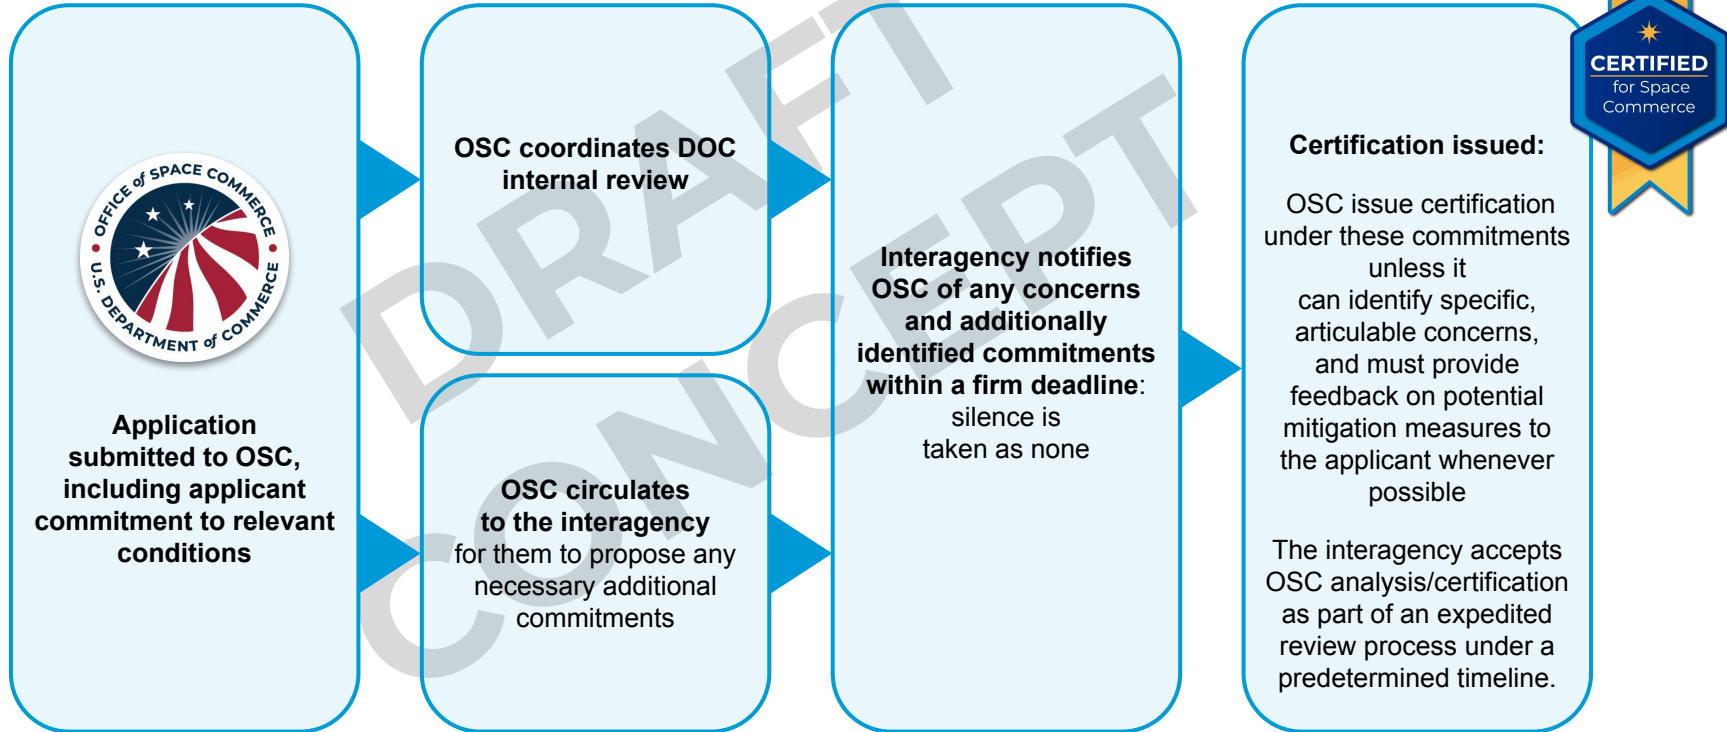 OFFICE of SPACE COMMERCE
U.S. DEPARTMENT of COMMERCE
Application
submitted to OSC,
including applicant
commitment to relevant
conditions
OSC coordinates DOC
internal review
OSC circulates
to the interagency
for them to propose any
necessary additional
commitments
Interagency notifies
OSC of any concerns
and additionally
identified commitments
within a firm deadline:
silence is
taken as none
Certification issued:
OSC issue certification
under these commitments
unless it
can identify specific,
articulable concerns,
and must provide
feedback on potential
mitigation measures to
the applicant whenever
possible
The interagency accepts
OSC analysis/certification
as part of an expedited
review process under a
predetermined timeline.
CERTIFIED
for Space
Commerce
DRAFT
CONCEPT